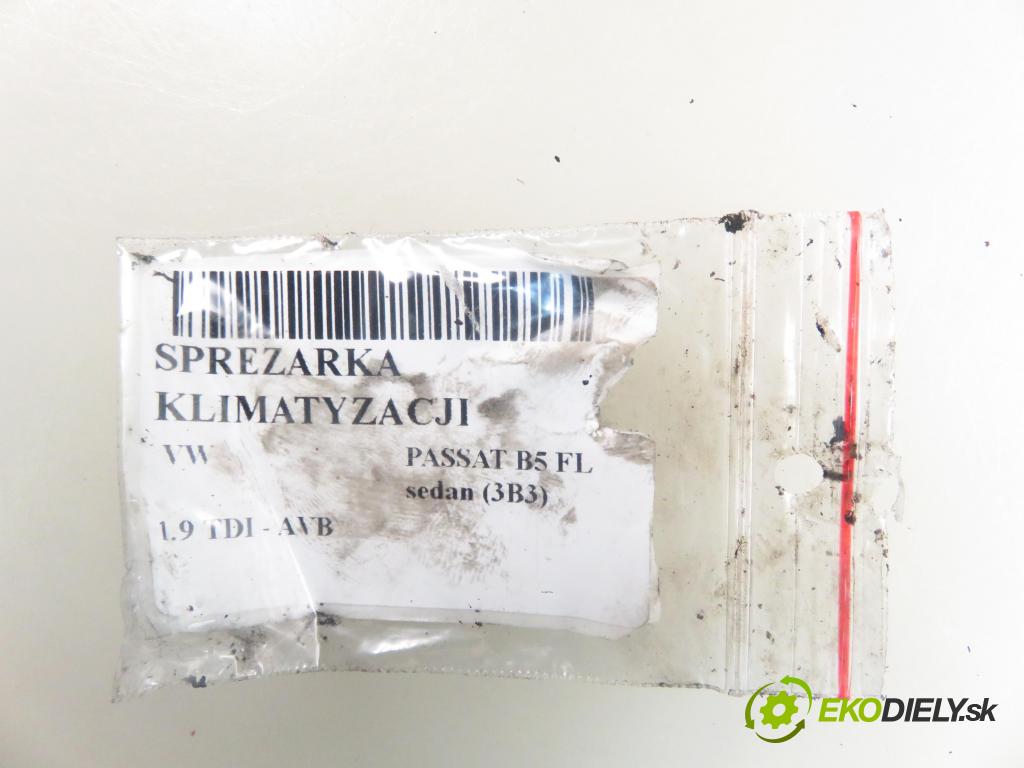 SPREZARKA
KLIMATYZACJI
VW PASSAT B5 FL
sedan (3B3)
1.9 TDI - AVB
EKODIELY.sk